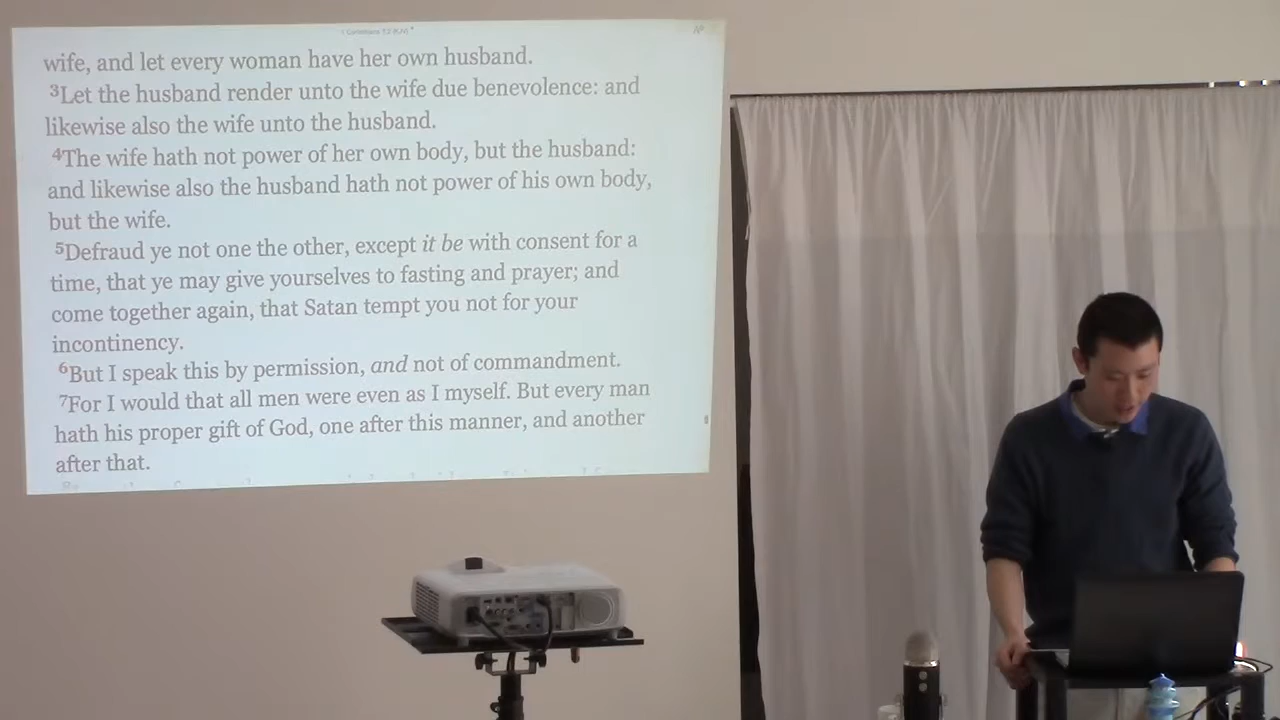 1 Corinthians 7:2 (KJV)
wife, and let every woman have her own husband.
3Let the husband render unto the wife due benevolence: and
likewise also the wife unto the husband.
4The wife hath not power of her own body, but the husband:
and likewise also the husband hath not power of his own body,
but the wife.
5Defraud ye not one the other, except it be with consent for a
time, that ye may give yourselves to fasting and prayer; and
come together again, that Satan tempt you not for your
incontinency.
6But I speak this by permission, and not of commandment.
7For I would that all men were even as I myself. But every man
hath his proper gift of God, one after this manner, and another
after that.